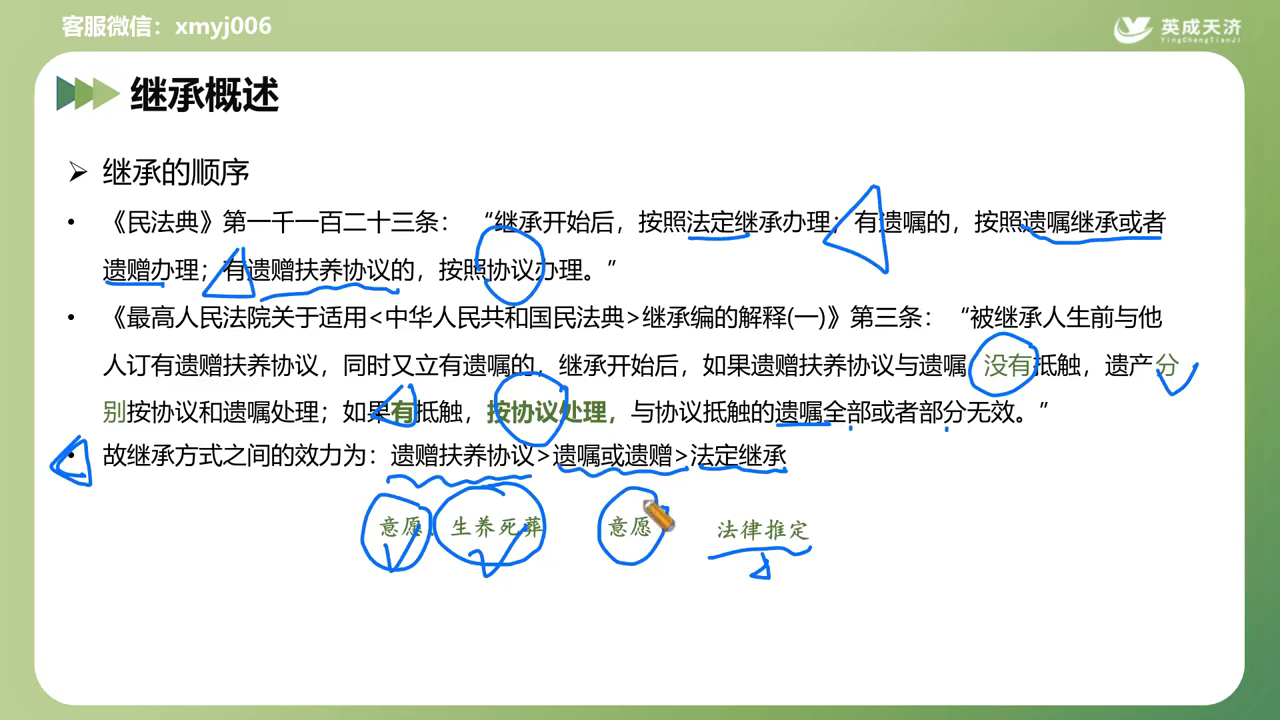 客服微信：xmyj006
英成天济
YingChengTianJi
继承概述
继承的顺序
《民法典》第一千一百二十三条：“继承开始后，按照法定继承办理；有遗嘱的，按照遗嘱继承或者
遗赠办理；有遗赠扶养协议的，按照协议办理。”
《最高人民法院关于适用<中华人民共和国民法典>继承编的解释(一)》第三条：“被继承人生前与他
人订有遗赠扶养协议，同时又立有遗嘱的，继承开始后，如果遗赠扶养协议与遗嘱没有抵触，遗产分
别按协议和遗嘱处理；如果有抵触，按协议处理，与协议抵触的遗嘱全部或者部分无效。”
故继承方式之间的效力为：遗赠扶养协议>遗嘱或遗赠>法定继承
意愿 生养死葬 意愿 法律推定